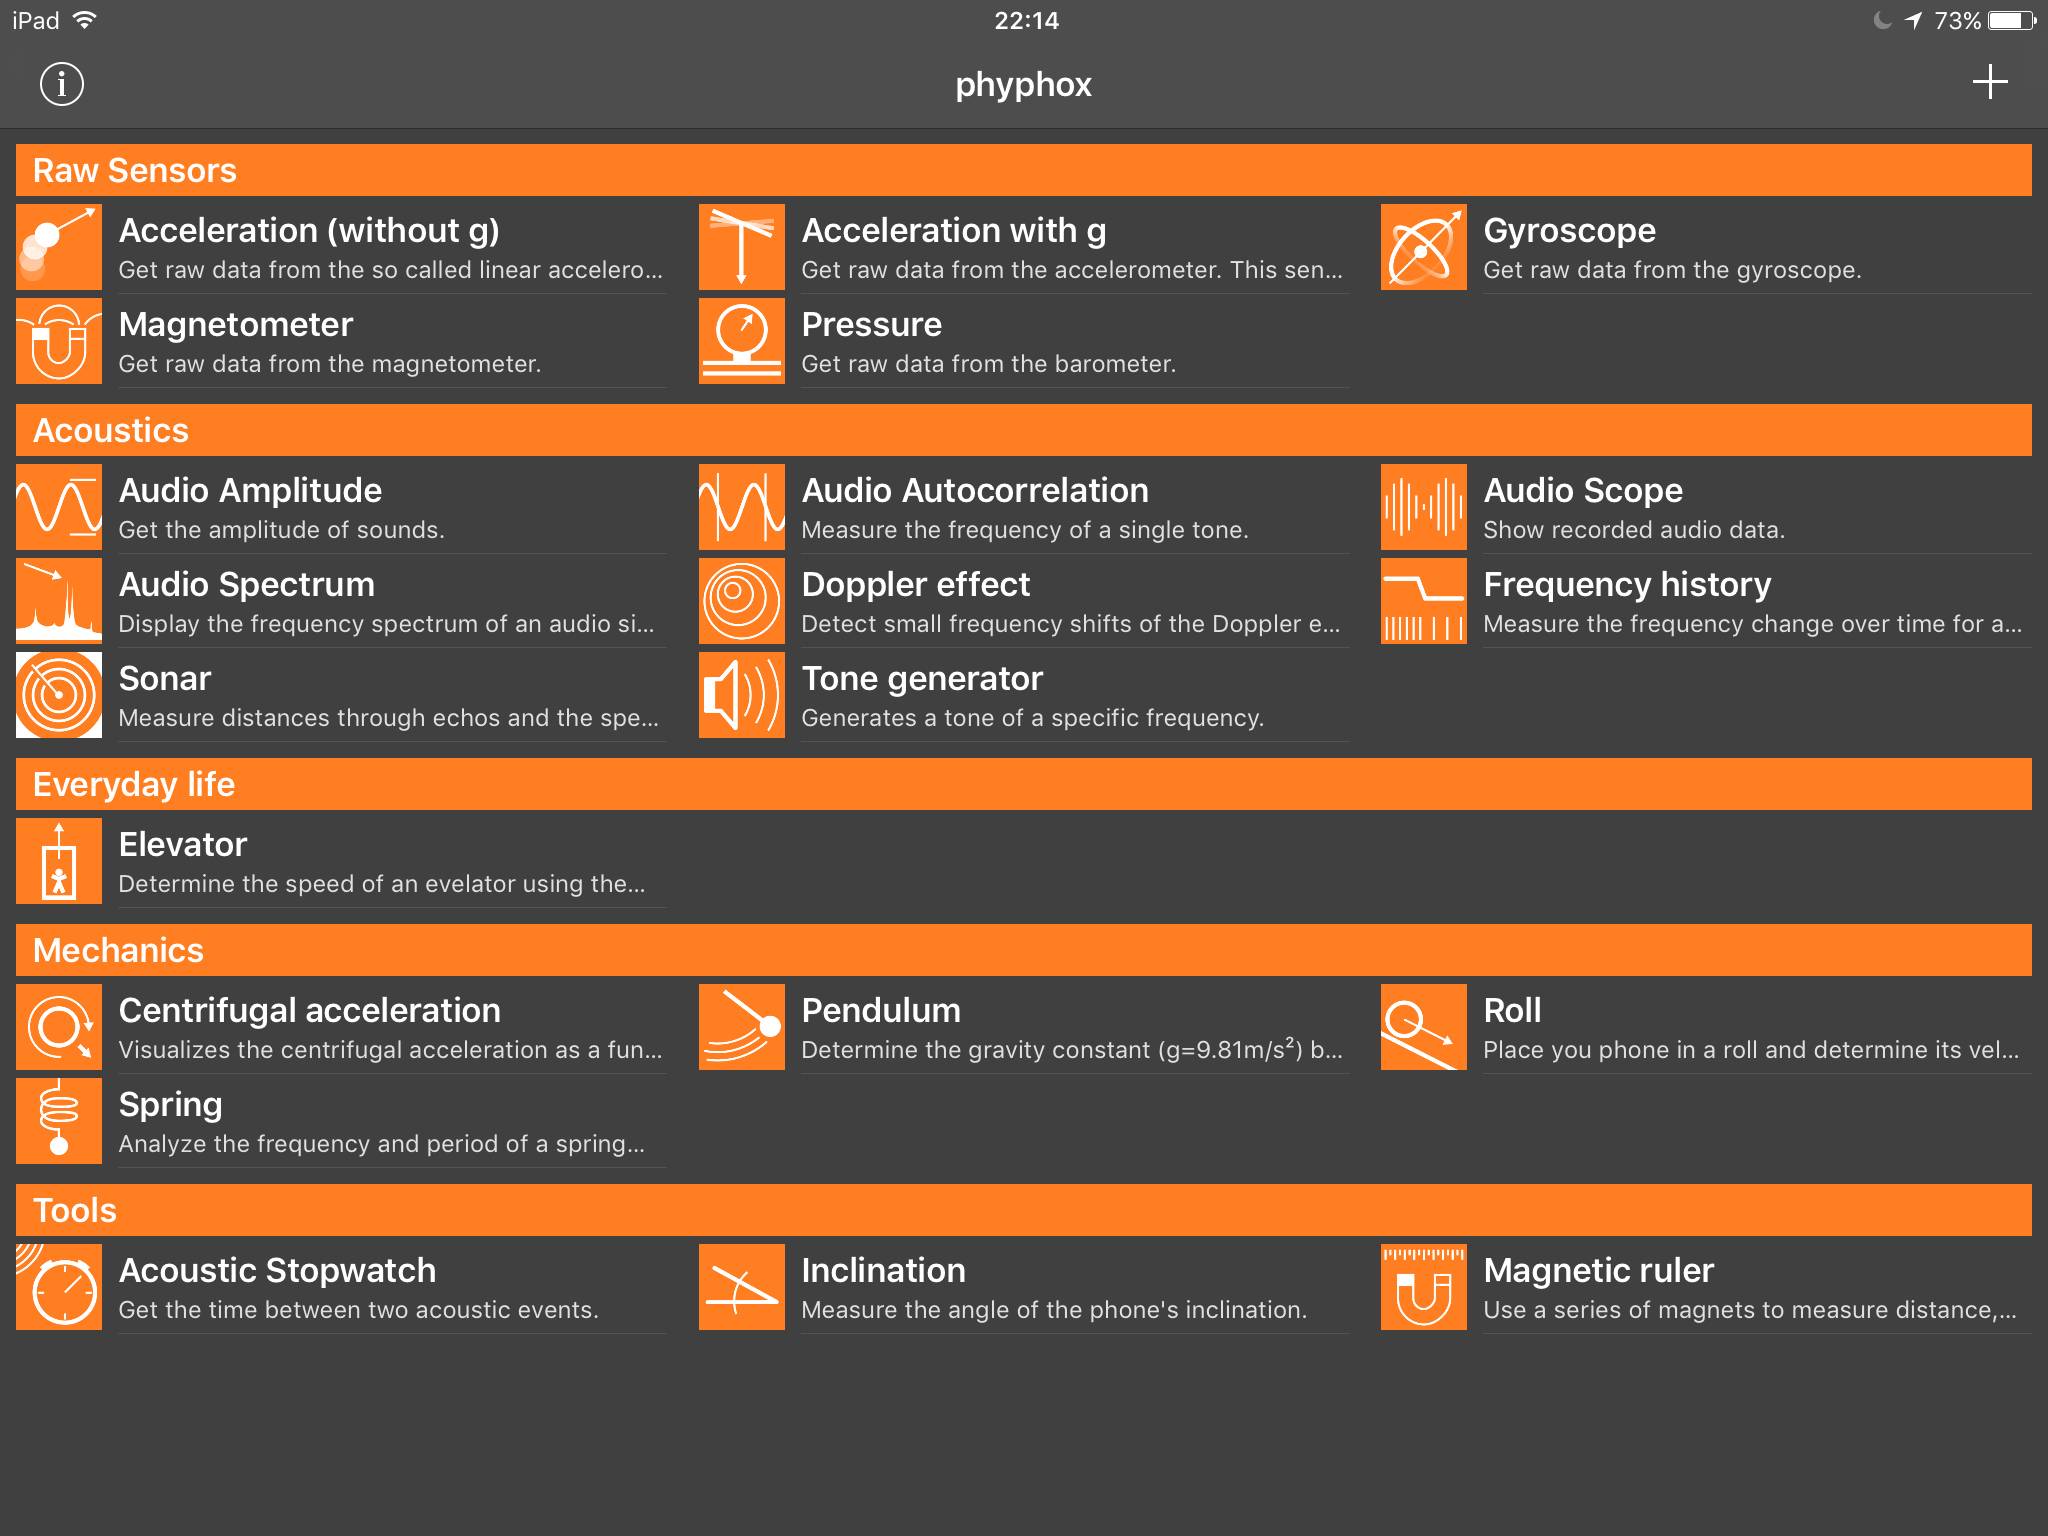 iPad 22:14 73%
i phyphox
Raw Sensors
Acceleration (without g) Acceleration with g Gyroscope
Get raw data from the so called linear accelero... Get raw data from the accelerometer. This sen... Get raw data from the gyroscope.
Magnetometer Pressure
Get raw data from the magnetometer. Get raw data from the barometer.
Acoustics
Audio Amplitude Audio Autocorrelation Audio Scope
Get the amplitude of sounds. Measure the frequency of a single tone. Show recorded audio data.
Audio Spectrum Doppler effect Frequency history
Display the frequency spectrum of an audio si... Detect small frequency shifts of the Doppler e... Measure the frequency change over time for a...
Sonar Tone generator
Measure distances through echos and the spe... Generates a tone of a specific frequency.
Everyday life
Elevator
Determine the speed of an evelator using the...
Mechanics
Centrifugal acceleration Pendulum Roll
Visualizes the centrifugal acceleration as a fun... Determine the gravity constant (g=9.81m/s²) b... Place you phone in a roll and determine its vel...
Spring
Analyze the frequency and period of a spring...
Tools
Acoustic Stopwatch Inclination Magnetic ruler
Get the time between two acoustic events. Measure the angle of the phone's inclination. Use a series of magnets to measure distance,...